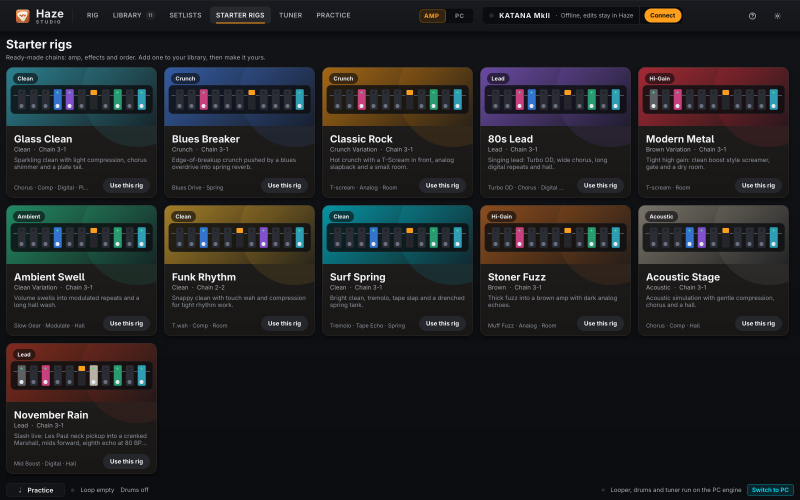 Haze
STUDIO
RIG
LIBRARY 11
SETLISTS
STARTER RIGS
TUNER
PRACTICE
AMP
PC
KATANA MkII · Offline, edits stay in Haze
Connect
Starter rigs
Ready-made chains: amp, effects and order. Add one to your library, then make it yours.
Clean
Glass Clean
Clean · Chain 3-1
Sparkling clean with light compression, chorus
shimmer and a plate tail.
Chorus · Comp · Digital · Pl...
Use this rig
Crunch
Blues Breaker
Crunch · Chain 3-1
Edge-of-breakup crunch pushed by a blues
overdrive into spring reverb.
Blues Drive · Spring
Use this rig
Crunch
Classic Rock
Crunch Variation · Chain 3-1
Hot crunch with a T-Scream in front, analog
slapback and a small room.
T-scream · Analog · Room
Use this rig
Lead
80s Lead
Lead · Chain 3-1
Singing lead: Turbo OD, wide chorus, long
digital repeats and hall.
Turbo OD · Chorus · Digital ...
Use this rig
Hi-Gain
Modern Metal
Brown Variation · Chain 3-1
Tight high gain: clean boost style screamer,
gate and a dry room.
T-scream · Room
Use this rig
Ambient
Ambient Swell
Clean Variation · Chain 3-1
Volume swells into modulated repeats and a
long hall wash.
Slow Gear · Modulate · Hall
Use this rig
Clean
Funk Rhythm
Clean · Chain 2-2
Snappy clean with touch wah and compression
for tight rhythm work.
T.wah · Comp · Room
Use this rig
Clean
Surf Spring
Clean · Chain 3-1
Bright clean, tremolo, tape slap and a drenched
spring tank.
Tremolo · Tape Echo · Spring
Use this rig
Hi-Gain
Stoner Fuzz
Brown · Chain 3-1
Thick fuzz into a brown amp with dark analog
echoes.
Muff Fuzz · Analog · Room
Use this rig
Acoustic
Acoustic Stage
Acoustic · Chain 3-1
Acoustic simulation with gentle compression,
chorus and a hall.
Chorus · Comp · Hall
Use this rig
Lead
November Rain
Lead · Chain 3-1
Slash live: Les Paul neck pickup into a cranked
Marshall, mids forward, eighth echo at 80 BP...
Mid Boost · Digital · Hall
Use this rig
Practice
Loop empty
Drums off
Looper, drums and tuner run on the PC engine
Switch to PC